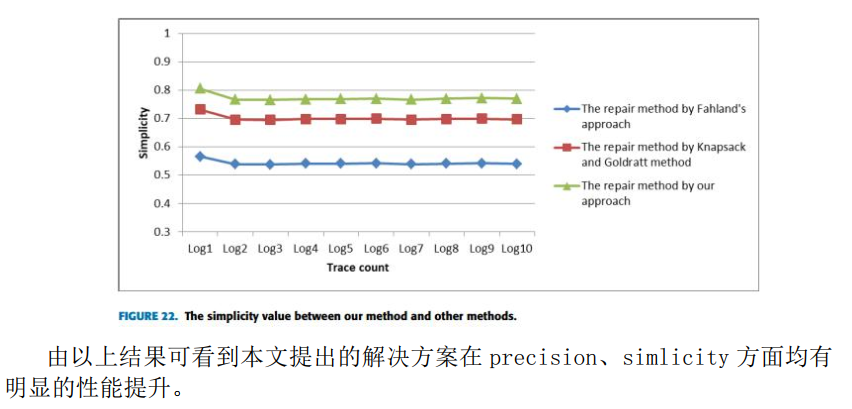 1
0.9
0.8
0.7
0.6
0.5
0.4
0.3
Simplicity
Log1 Log2 Log3 Log4 Log5 Log6 Log7 Log8 Log9 Log10
Trace count
The repair method by Fahland's
approach
The repair method by Knapsack
and Goldratt method
The repair method by our
approach
FIGURE 22. The simplicity value between our method and other methods.
由以上结果可看到本文提出的解决方案在 precision、simlicity 方面均有
明显的性能提升。